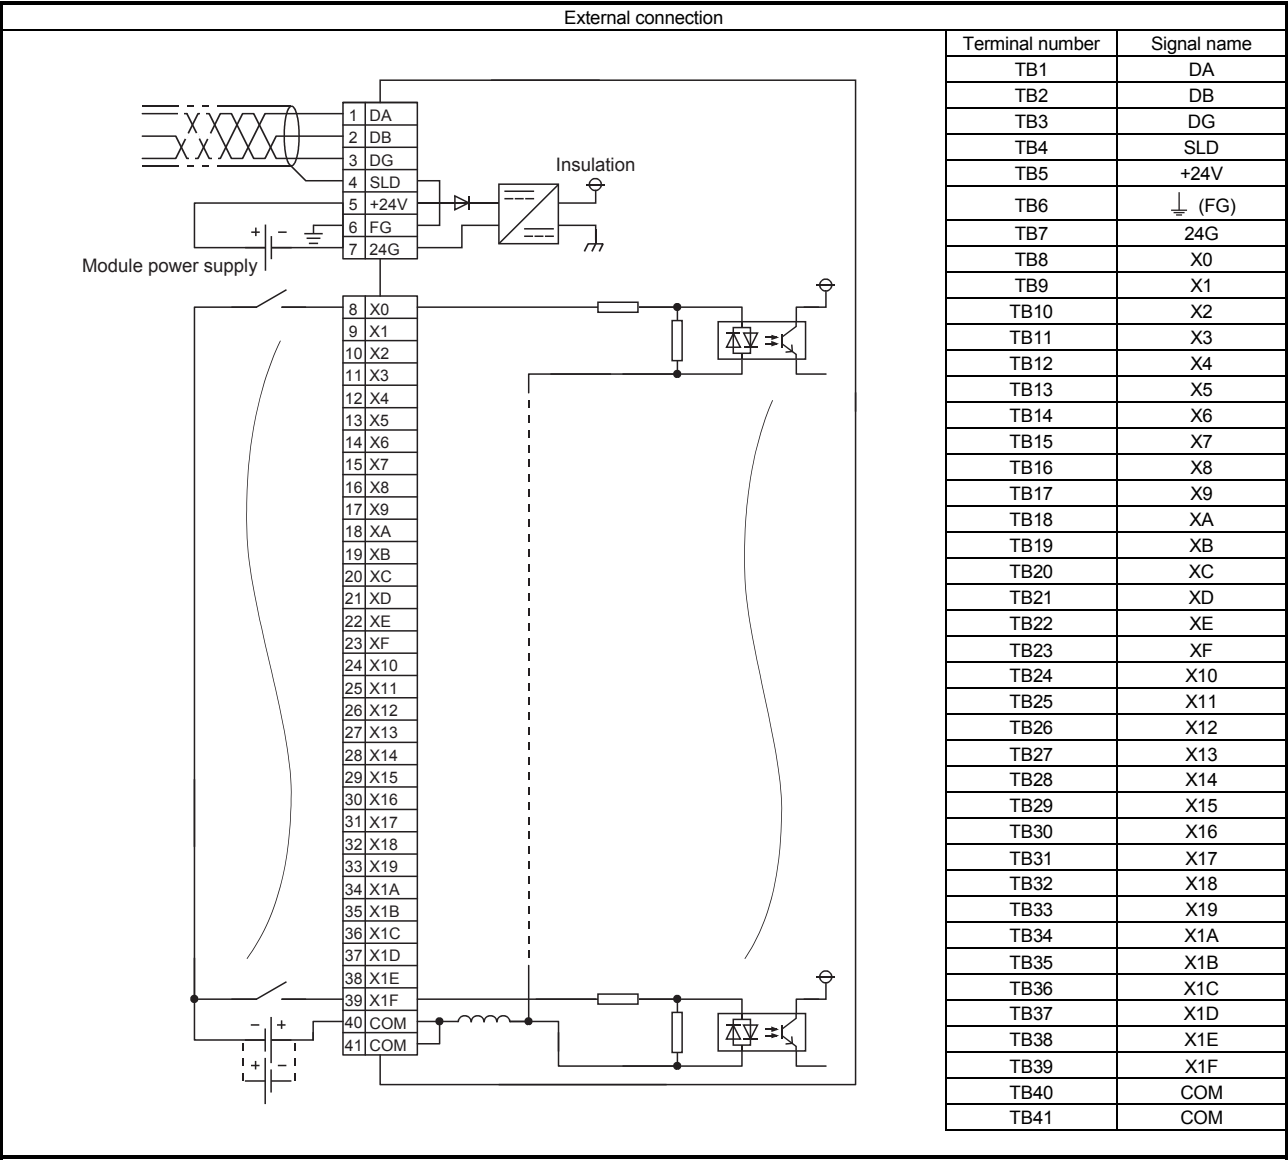 External connection
Terminal number Signal name
TB1 DA
TB2 DB
TB3 DG
TB4 SLD
TB5 +24V
TB6 (FG)
TB7 24G
TB8 X0
TB9 X1
TB10 X2
TB11 X3
TB12 X4
TB13 X5
TB14 X6
TB15 X7
TB16 X8
TB17 X9
TB18 XA
TB19 XB
TB20 XC
TB21 XD
TB22 XE
TB23 XF
TB24 X10
TB25 X11
TB26 X12
TB27 X13
TB28 X14
TB29 X15
TB30 X16
TB31 X17
TB32 X18
TB33 X19
TB34 X1A
TB35 X1B
TB36 X1C
TB37 X1D
TB38 X1E
TB39 X1F
TB40 COM
TB41 COM
1 DA
2 DB
3 DG
4 SLD
5 +24V
6 FG
7 24G
Insulation
+ −
Module power supply
8 X0
9 X1
10 X2
11 X3
12 X4
13 X5
14 X6
15 X7
16 X8
17 X9
18 XA
19 XB
20 XC
21 XD
22 XE
23 XF
24 X10
25 X11
26 X12
27 X13
28 X14
29 X15
30 X16
31 X17
32 X18
33 X19
34 X1A
35 X1B
36 X1C
37 X1D
38 X1E
39 X1F
40 COM
41 COM
− +
+ −